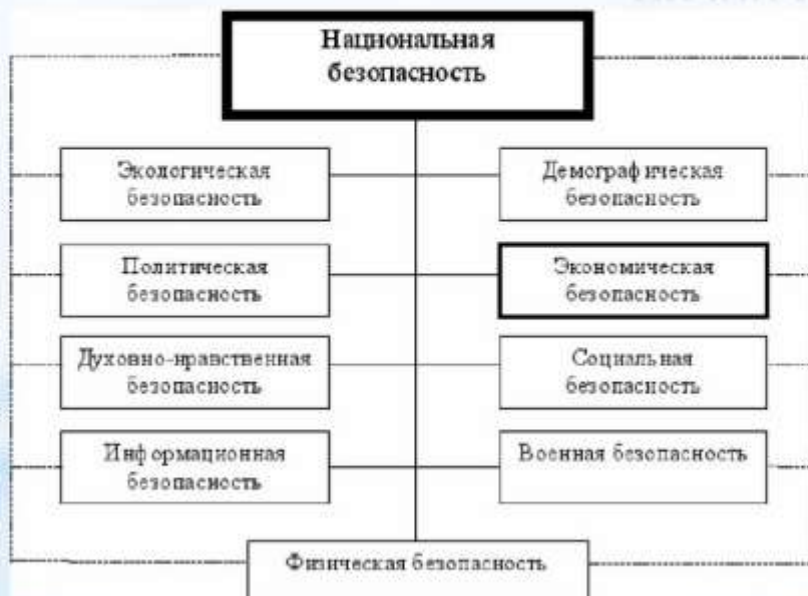 Национальная
безопасность
Экологическая
безопасность
Демографическая
безопасность
Политическая
безопасность
Экономическая
безопасность
Духовно-нравственная
безопасность
Социальная
безопасность
Информационная
безопасность
Военная безопасность
Физическая безопасность